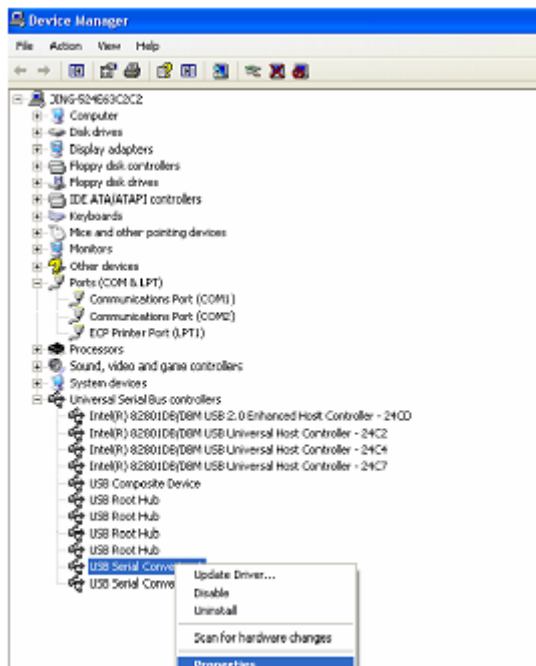 Device Manager
File Action View Help
JING-524563C2C2
Computer
Disk drives
Display adapters
Floppy disk controllers
Floppy disk drives
IDE ATA/ATAPI controllers
Keyboards
Mice and other pointing devices
Monitors
Other devices
Ports (COM & LPT)
Communications Port (COM1)
Communications Port (COM2)
ECP Printer Port (LPT1)
Processors
Sound, video and game controllers
System devices
Universal Serial Bus controllers
Intel(R) 82801DB/DBM USB 2.0 Enhanced Host Controller - 24CD
Intel(R) 82801DB/DBM USB Universal Host Controller - 24C2
Intel(R) 82801DB/DBM USB Universal Host Controller - 24C4
Intel(R) 82801DB/DBM USB Universal Host Controller - 24C7
USB Composite Device
USB Root Hub
USB Root Hub
USB Root Hub
USB Root Hub
USB Serial Conve
USB Serial Conve
Update Driver...
Disable
Uninstall
Scan for hardware changes
Properties